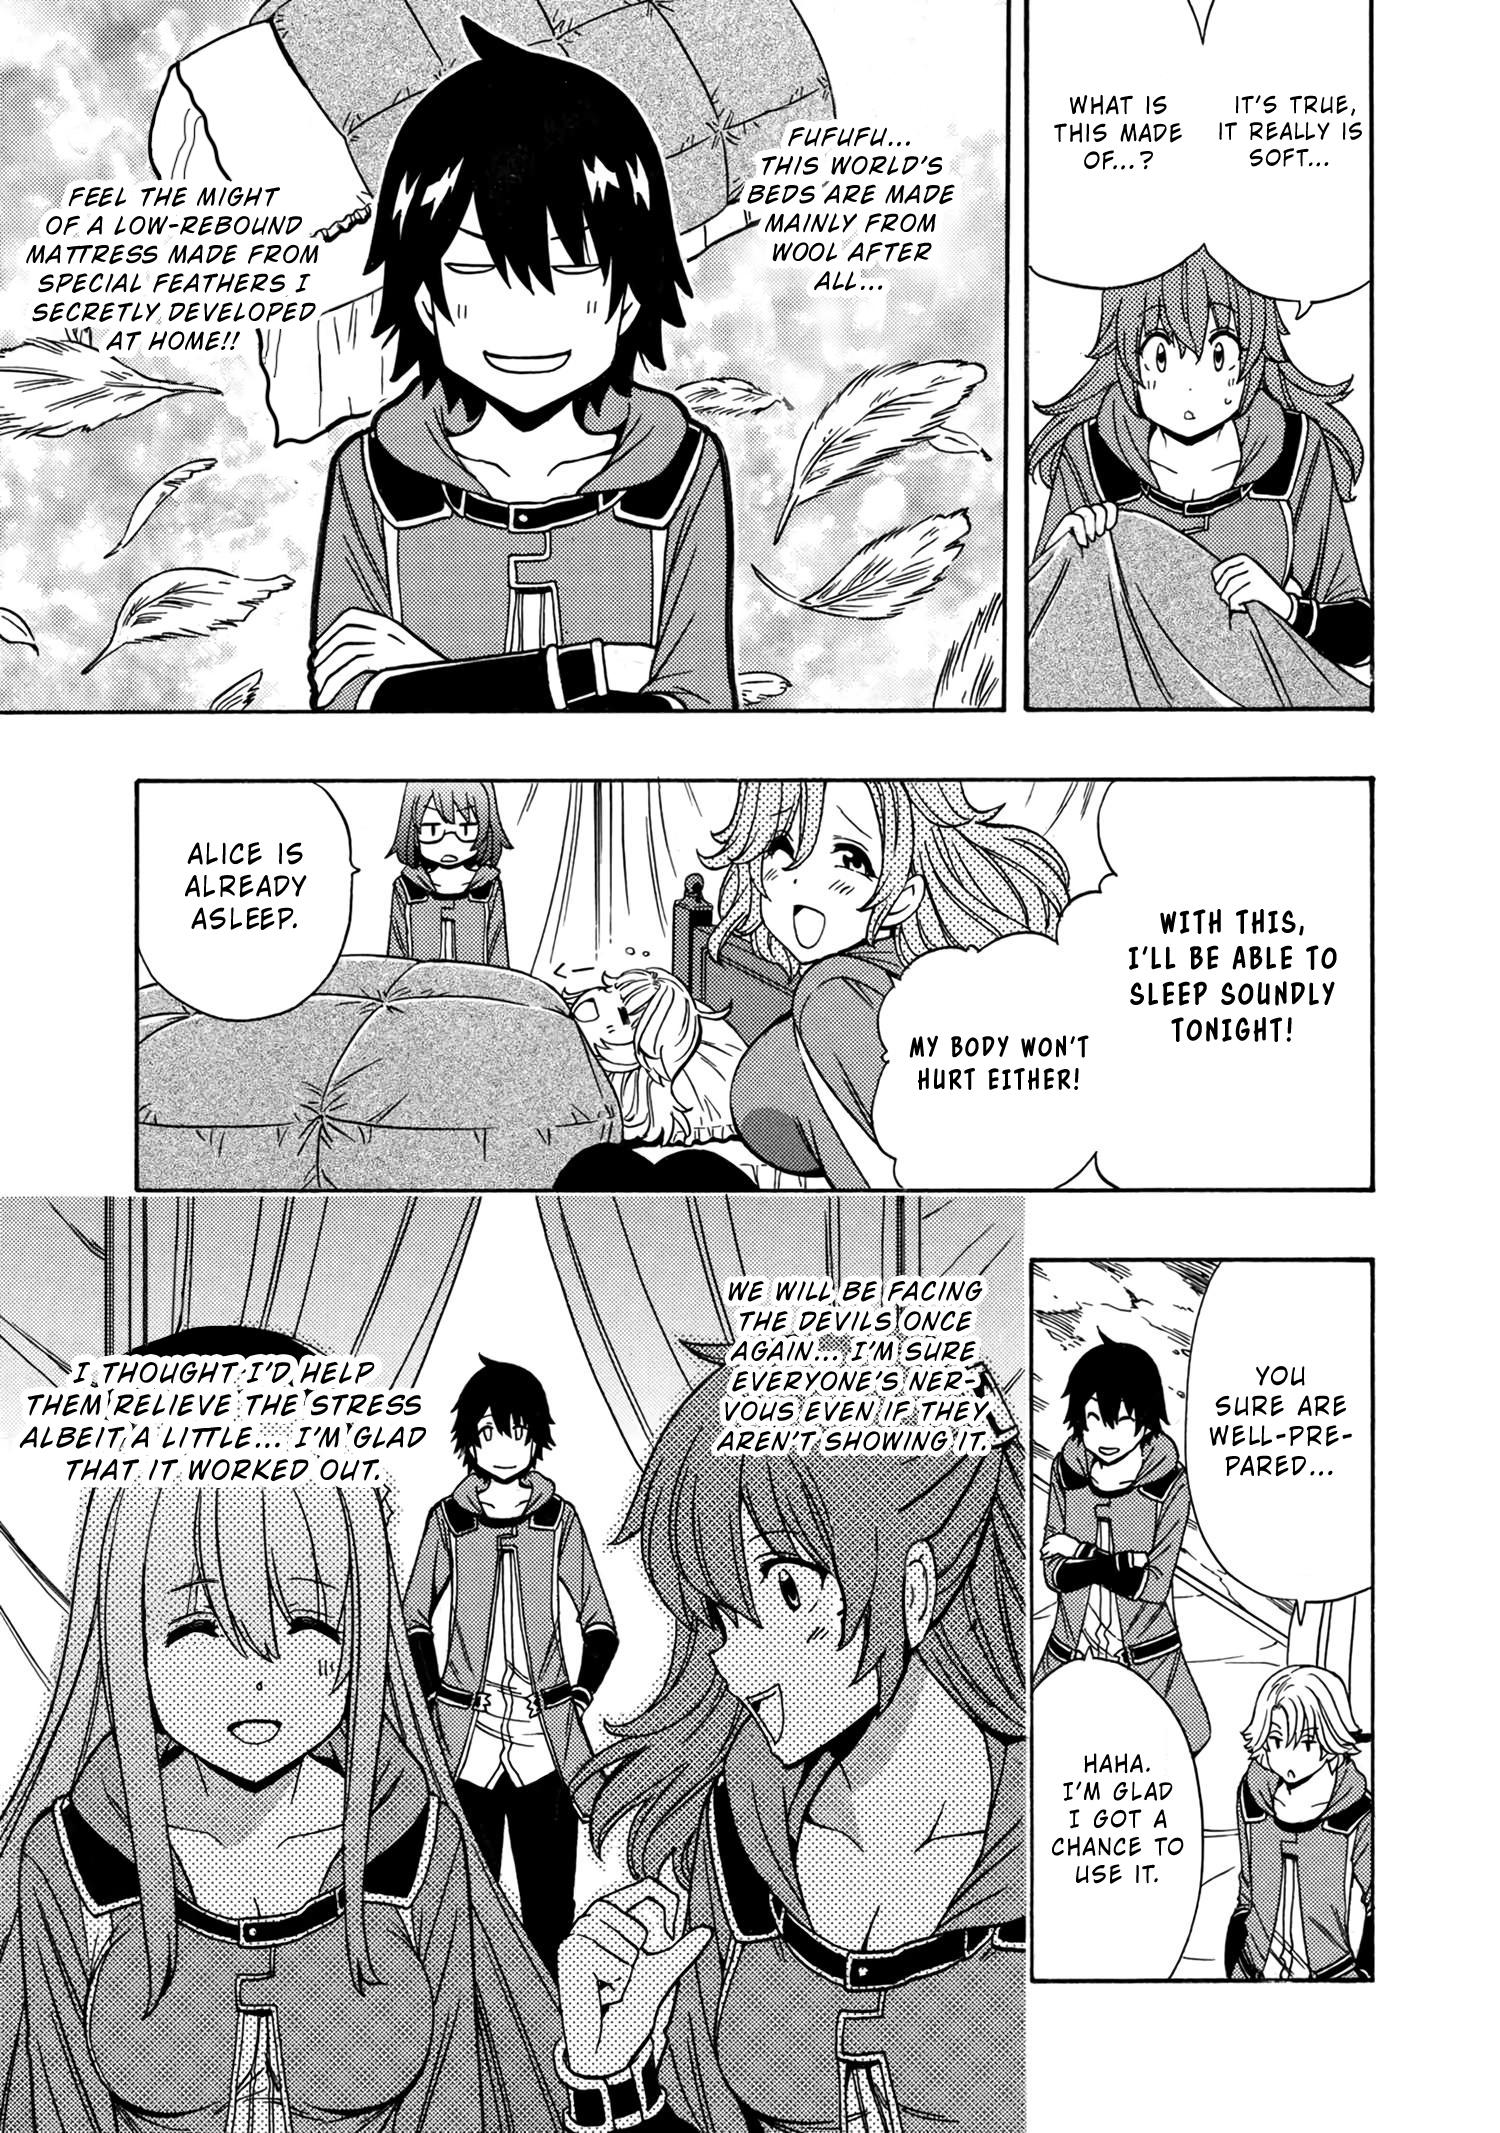 IT'S TRUE,
IT REALLY IS
SOFT...
WHAT IS
THIS MADE
OF...?
FUFUFU...
THIS WORLD'S
BEDS ARE MADE
MAINLY FROM
WOOL AFTER
ALL...
FEEL THE MIGHT
OF A LOW-REBOUND
MATTRESS MADE FROM
SPECIAL FEATHERS I
SECRETLY DEVELOPED
AT HOME!!
WITH THIS,
I'LL BE ABLE TO
SLEEP SOUNDLY
TONIGHT!
MY BODY WON'T
HURT EITHER!
ALICE IS
ALREADY
ASLEEP.
YOU
SURE ARE
WELL-PRE-
PARED...
HAHA.
I'M GLAD
I GOT A
CHANCE TO
USE IT.
WE WILL BE FACING
THE DEVILS ONCE
AGAIN... I'M SURE
EVERYONE'S NER-
VOUS EVEN IF THEY
AREN'T SHOWING IT.
I THOUGHT I'D HELP
THEM RELIEVE THE STRESS
ALBEIT A LITTLE... I'M GLAD
THAT IT WORKED OUT.